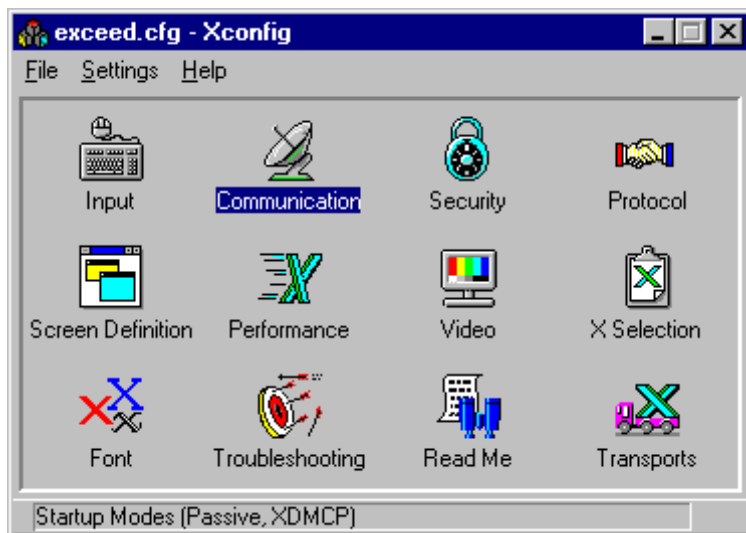 exceed.cfg - Xconfig
File Settings Help
Input Communication Security Protocol
Screen Definition Performance Video X Selection
Font Troubleshooting Read Me Transports
Startup Modes (Passive, XDMCP)